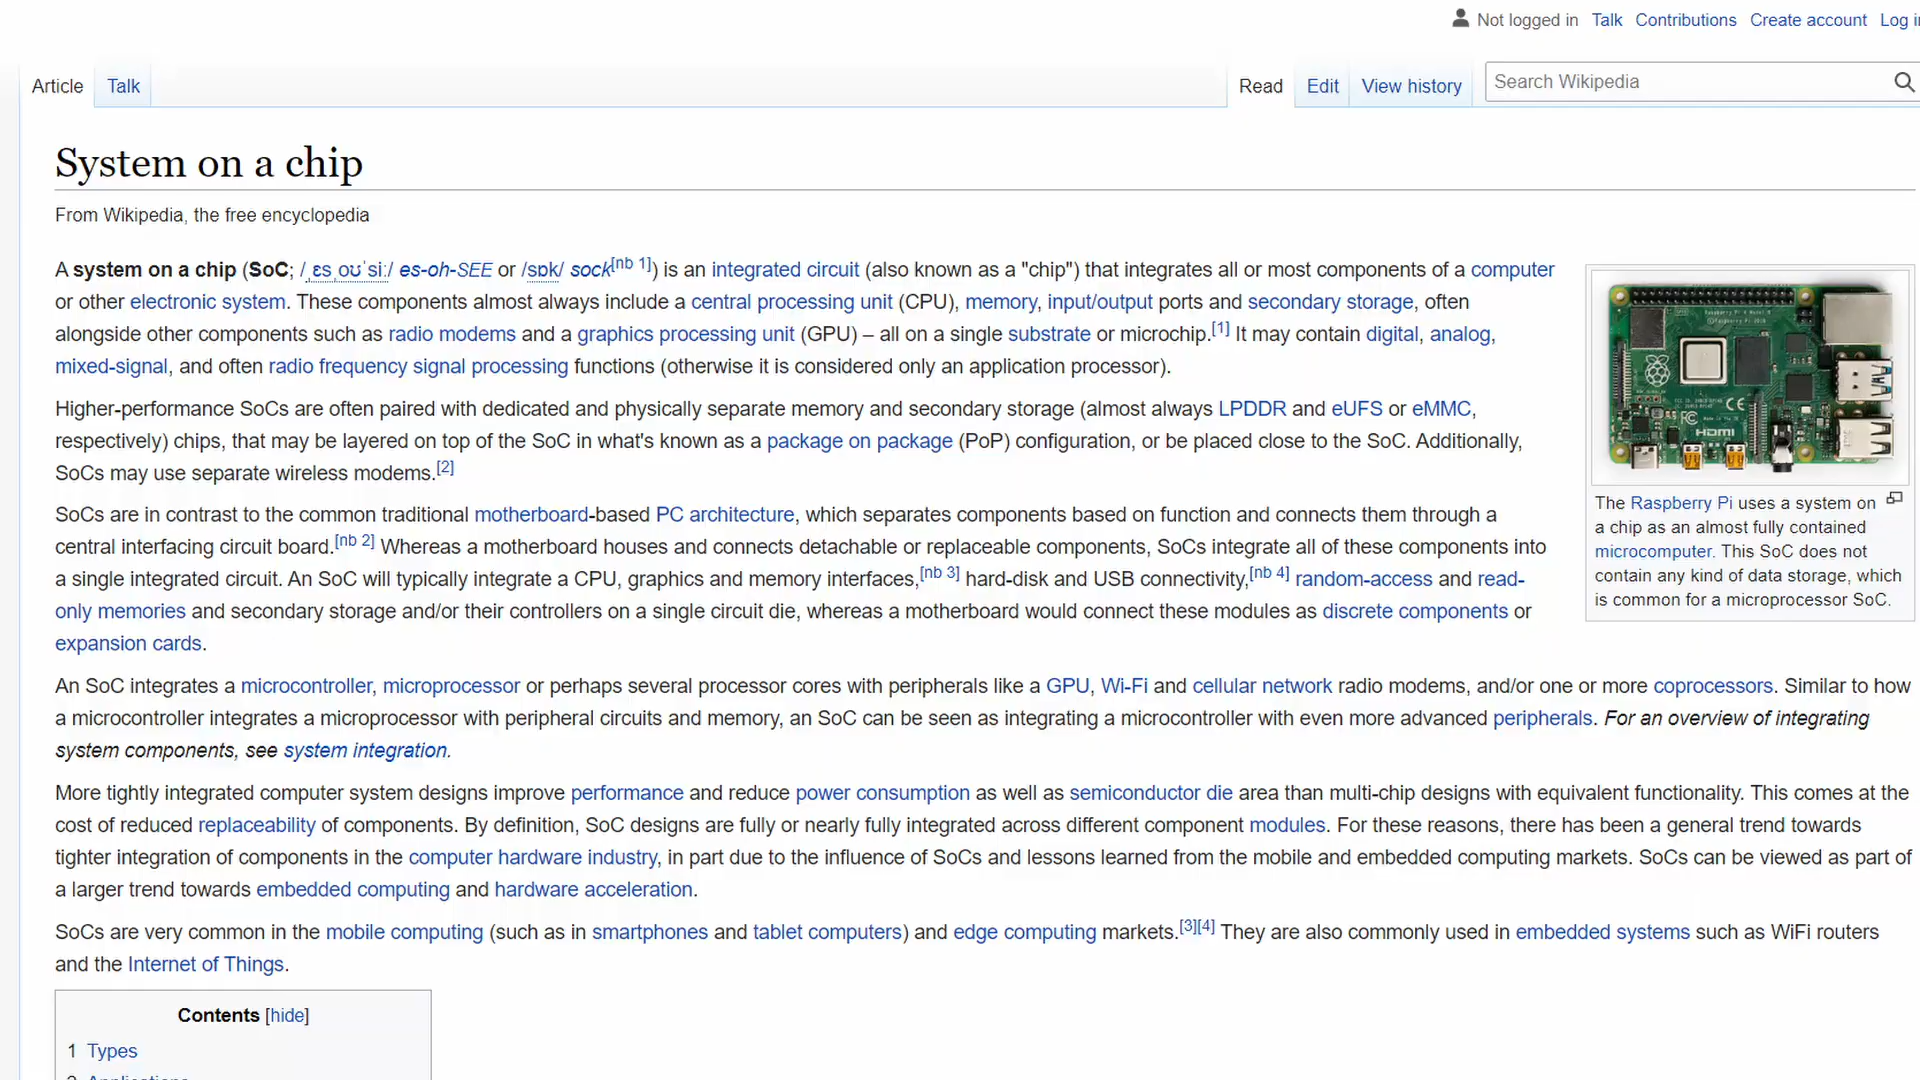 Not logged in Talk Contributions Create account Log i
Article Talk Read Edit View history Search Wikipedia
System on a chip
From Wikipedia, the free encyclopedia
A system on a chip (SoC; /ˌɛsˌoʊˈsiː/ es-oh-SEE or /sɒk/ sock[nb 1]) is an integrated circuit (also known as a "chip") that integrates all or most components of a computer
or other electronic system. These components almost always include a central processing unit (CPU), memory, input/output ports and secondary storage, often
alongside other components such as radio modems and a graphics processing unit (GPU) – all on a single substrate or microchip.[1] It may contain digital, analog,
mixed-signal, and often radio frequency signal processing functions (otherwise it is considered only an application processor).
Higher-performance SoCs are often paired with dedicated and physically separate memory and secondary storage (almost always LPDDR and eUFS or eMMC,
respectively) chips, that may be layered on top of the SoC in what's known as a package on package (PoP) configuration, or be placed close to the SoC. Additionally,
SoCs may use separate wireless modems.[2]
SoCs are in contrast to the common traditional motherboard-based PC architecture, which separates components based on function and connects them through a
central interfacing circuit board.[nb 2] Whereas a motherboard houses and connects detachable or replaceable components, SoCs integrate all of these components into
a single integrated circuit. An SoC will typically integrate a CPU, graphics and memory interfaces,[nb 3] hard-disk and USB connectivity,[nb 4] random-access and read-
only memories and secondary storage and/or their controllers on a single circuit die, whereas a motherboard would connect these modules as discrete components or
expansion cards.
HDMI
The Raspberry Pi uses a system on
a chip as an almost fully contained
microcomputer. This SoC does not
contain any kind of data storage, which
is common for a microprocessor SoC.
An SoC integrates a microcontroller, microprocessor or perhaps several processor cores with peripherals like a GPU, Wi-Fi and cellular network radio modems, and/or one or more coprocessors. Similar to how
a microcontroller integrates a microprocessor with peripheral circuits and memory, an SoC can be seen as integrating a microcontroller with even more advanced peripherals. For an overview of integrating
system components, see system integration.
More tightly integrated computer system designs improve performance and reduce power consumption as well as semiconductor die area than multi-chip designs with equivalent functionality. This comes at the
cost of reduced replaceability of components. By definition, SoC designs are fully or nearly fully integrated across different component modules. For these reasons, there has been a general trend towards
tighter integration of components in the computer hardware industry, in part due to the influence of SoCs and lessons learned from the mobile and embedded computing markets. SoCs can be viewed as part of
a larger trend towards embedded computing and hardware acceleration.
SoCs are very common in the mobile computing (such as in smartphones and tablet computers) and edge computing markets.[3][4] They are also commonly used in embedded systems such as WiFi routers
and the Internet of Things.
Contents [hide]
1 Types